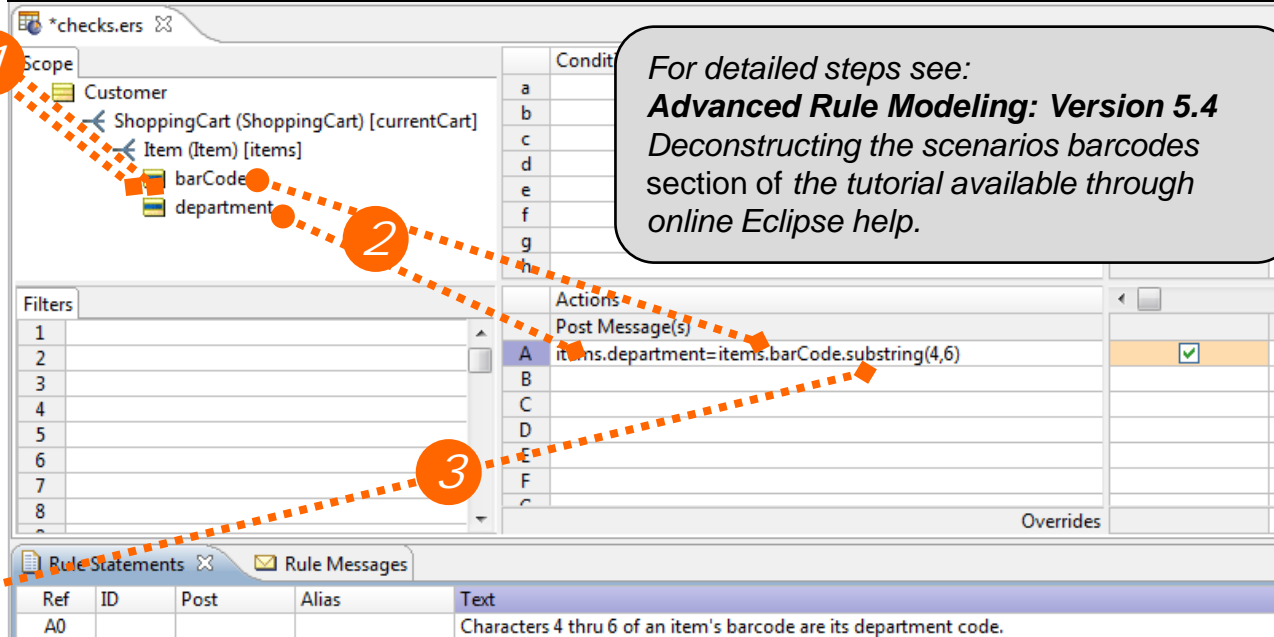 *checks.ers
1
Scope
Customer
ShoppingCart (ShoppingCart) [currentCart]
Item (Item) [items]
barCode
department
2
Conditi
a
b
c
d
e
f
g
h
For detailed steps see:
Advanced Rule Modeling: Version 5.4
Deconstructing the scenarios barcodes
section of the tutorial available through
online Eclipse help.
Filters
1
2
3
4
5
6
7
8
Actions
Post Message(s)
A items.department=items.barCode.substring(4,6)
B
C
D
E
F
3
Overrides
Rule Statements Rule Messages
Ref ID Post Alias Text
A0 Characters 4 thru 6 of an item's barcode are its department code.